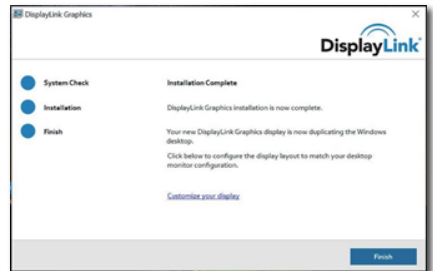 DisplayLink Graphics
DisplayLink
System Check
Installation Complete
Installation
DisplayLink Graphics installation is now complete.
Finish
Your new DisplayLink Graphics display is now duplicating the Windows
desktop.
Click below to configure the display layout to match your desktop
monitor configuration.
Customize your display
Finish